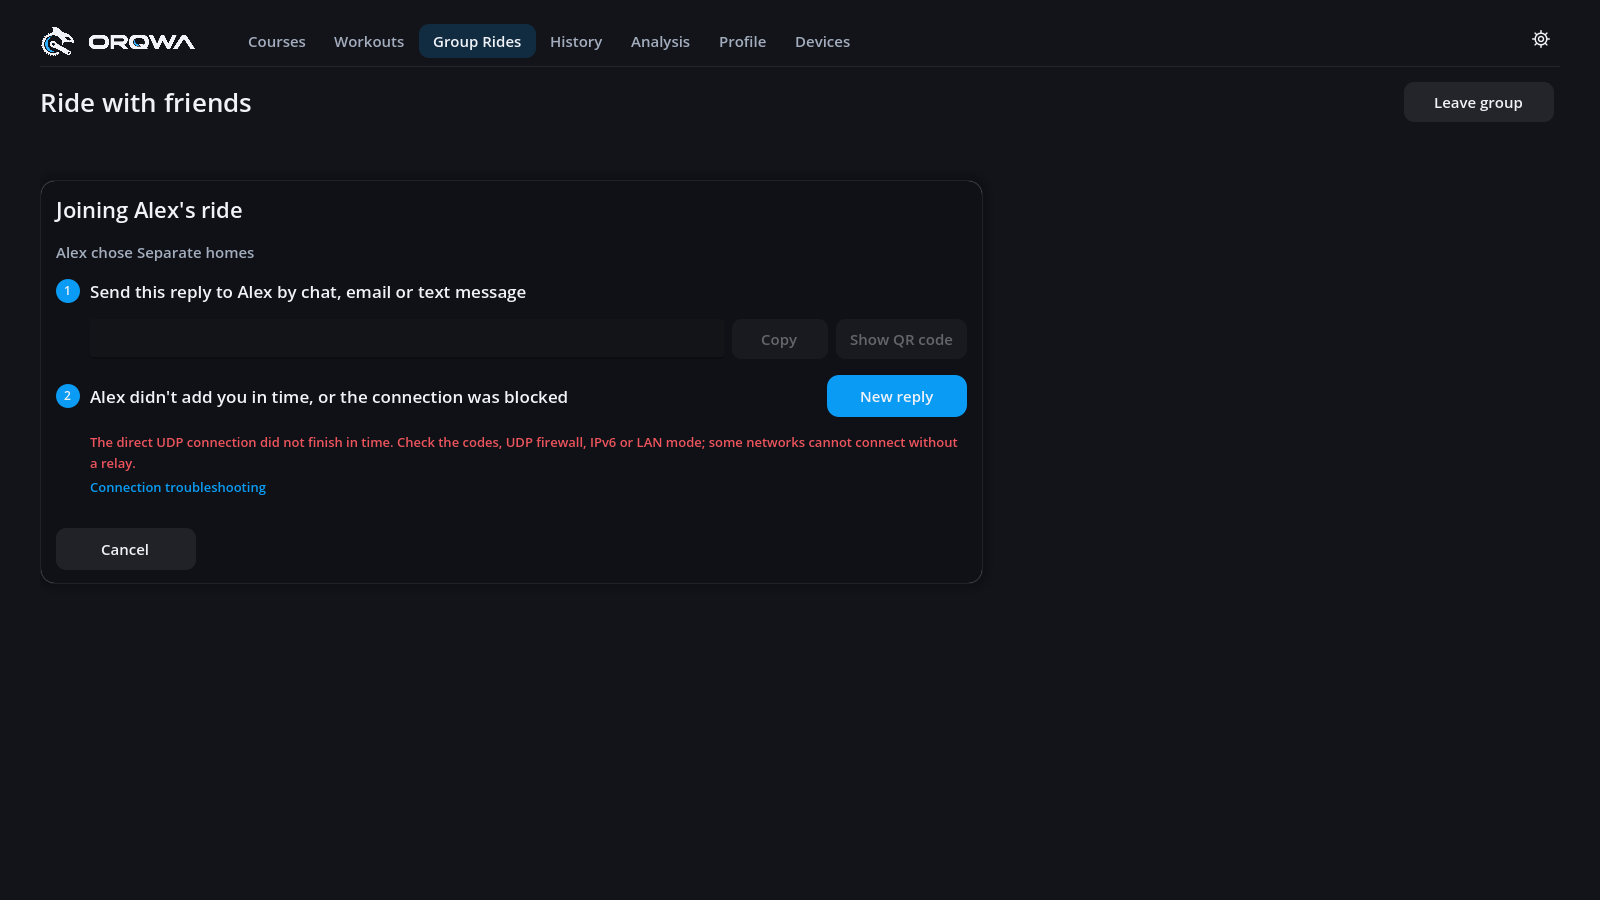 ORQWA
Courses
Workouts
Group Rides
History
Analysis
Profile
Devices
Ride with friends
Leave group
Joining Alex's ride
Alex chose Separate homes
1
Send this reply to Alex by chat, email or text message
Copy
Show QR code
2
Alex didn't add you in time, or the connection was blocked
New reply
The direct UDP connection did not finish in time. Check the codes, UDP firewall, IPv6 or LAN mode; some networks cannot connect without
a relay.
Connection troubleshooting
Cancel